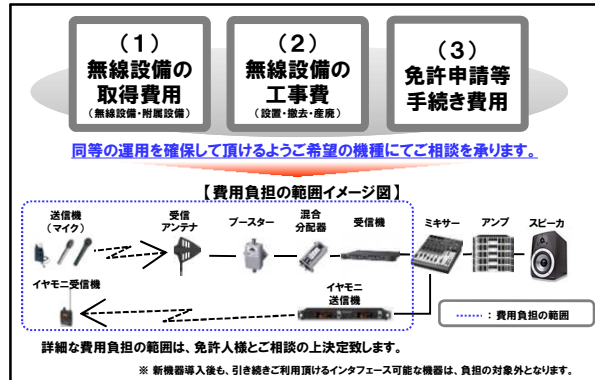 （1）
無線設備の
取得費用
（無線設備・附属設備）
（2）
無線設備の
工事費
（設置・撤去・産廃）
（3）
免許申請等
手続き費用
同等の運用を確保して頂けるようご希望の機種にてご相談を承ります。
【費用負担の範囲イメージ図】
送信機
（マイク）
受信
アンテナ
ブースター
混合
分配器
受信機
ミキサー
アンプ
スピーカ
イヤモニ受信機
イヤモニ
送信機
：費用負担の範囲
詳細な費用負担の範囲は、免許人様とご相談の上決定致します。
※ 新機器導入後も、引き続きご利用頂けるインタフェース可能な機器は、負担の対象外となります。